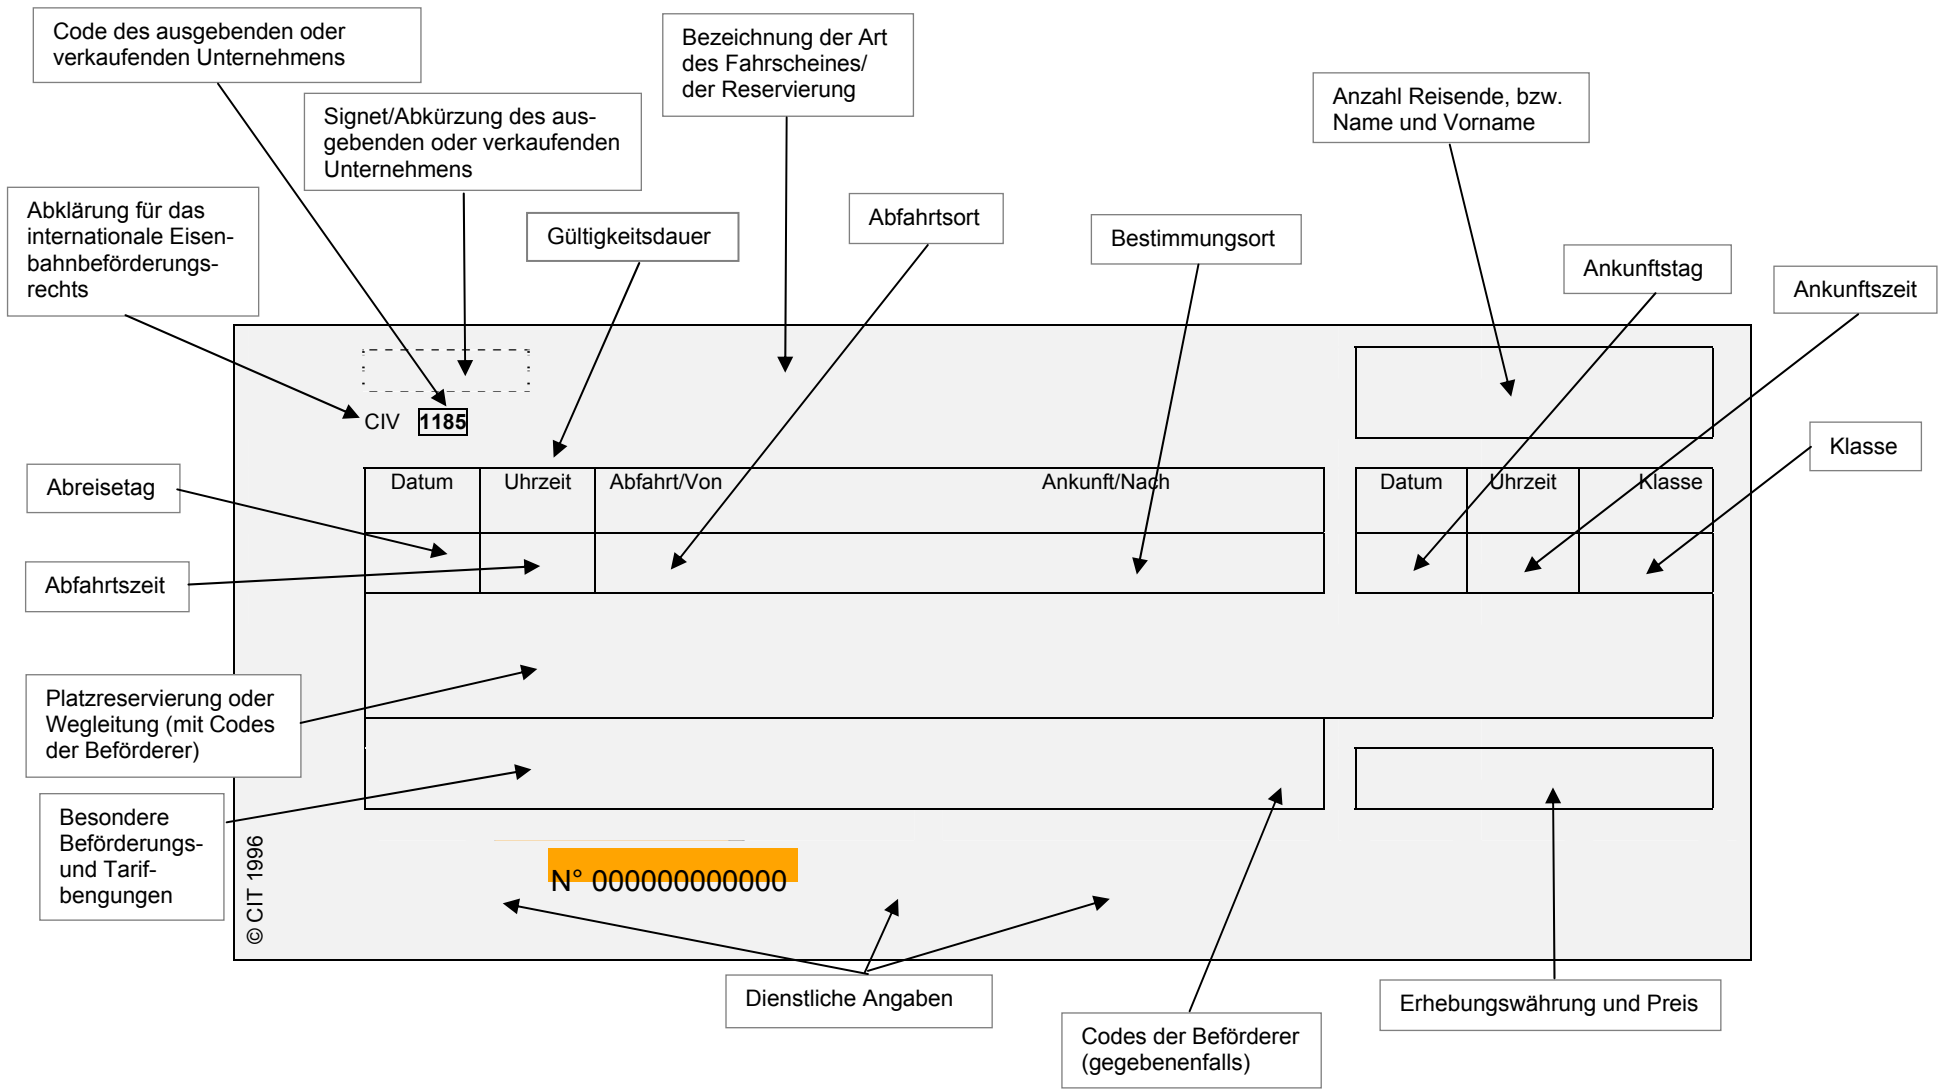 Code des ausgebenden oder
verkaufenden Unternehmens
Bezeichnung der Art
des Fahrscheines/
der Reservierung
Anzahl Reisende, bzw.
Name und Vorname
Signet/Abkürzung des aus-
gebenden oder verkaufenden
Unternehmens
Abklärung für das
internationale Eisen-
bahnbeförderungs-
rechts
Gültigkeitsdauer
Abfahrtsort
Bestimmungsort
Ankunftstag
Ankunftszeit
CIV 1185
Klasse
Abreisetag
Datum Uhrzeit Abfahrt/Von Ankunft/Nach Datum Uhrzeit Klasse
Abfahrtszeit
Platzreservierung oder
Wegleitung (mit Codes
der Beförderer)
Besondere
Beförderungs-
und Tarif-
bengungen
© CIT 1996
N° 000000000000
Dienstliche Angaben
Codes der Beförderer
(gegebenenfalls)
Erhebungswährung und Preis